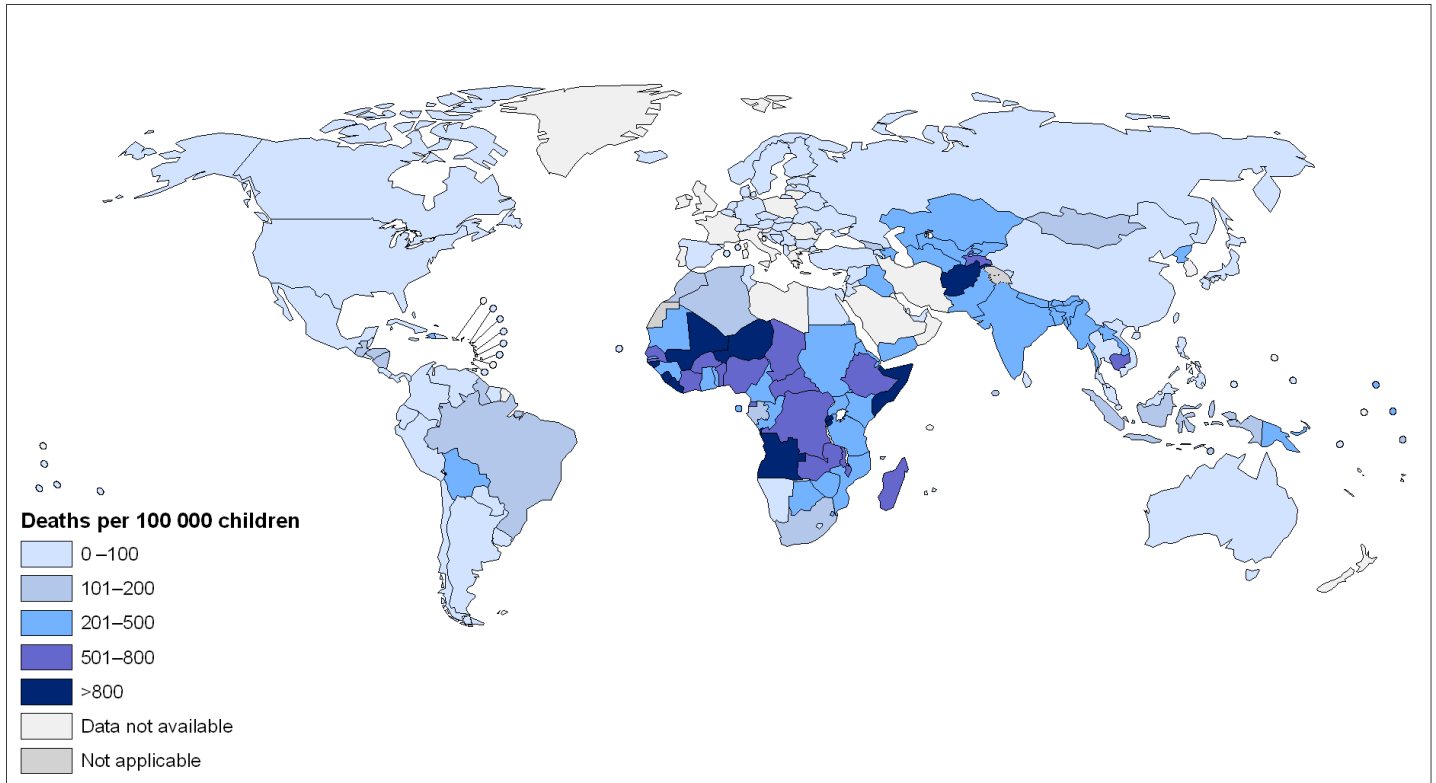 Deaths per 100 000 children
0 –100
101–200
201–500
501–800
>800
Data not available
Not applicable